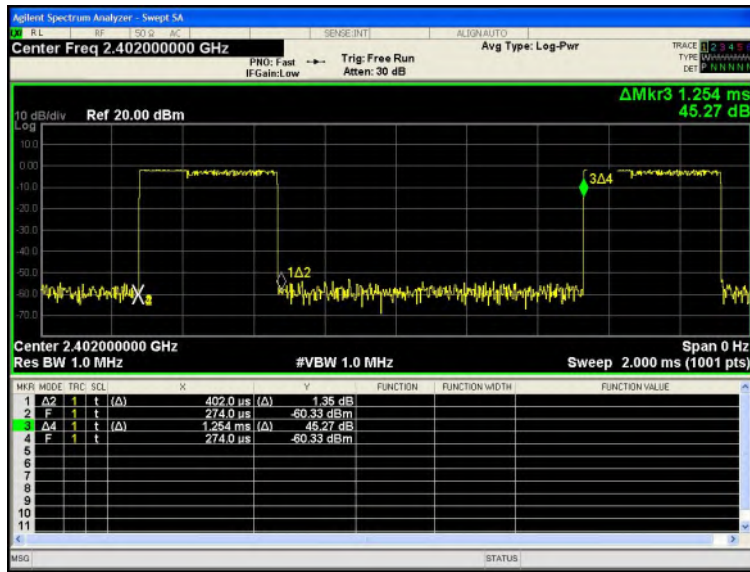 Agilent Spectrum Analyzer - Swept SA
RL RF 50 Ω AC SENSE:INT ALIGNAUTO
Center Freq 2.402000000 GHz
PNO: Fast
IFGain:Low
Trig: Free Run
Atten: 30 dB
Avg Type: Log-Pwr
TRACE 1 2 3 4 5
TYPE
DET P N N N N
ΔMkr3 1.254 ms
45.27 dB
10 dB/div Ref 20.00 dBm
Log
10.0
0.00
-10.0
-20.0
-30.0
-40.0
-50.0
-60.0
-70.0
3Δ4
1Δ2
Center 2.402000000 GHz Span 0 Hz
Res BW 1.0 MHz #VBW 1.0 MHz Sweep 2.000 ms (1001 pts)
MKR MODE TRC SCL X Y FUNCTION FUNCTION WIDTH FUNCTION VALUE
1 Δ2 1 t (Δ) 402.0 µs (Δ) 1.35 dB
2 F 1 t 274.0 µs -60.33 dBm
3 Δ4 1 t (Δ) 1.254 ms (Δ) 45.27 dB
4 F 1 t 274.0 µs -60.33 dBm
5
6
7
8
9
10
11
MSG STATUS